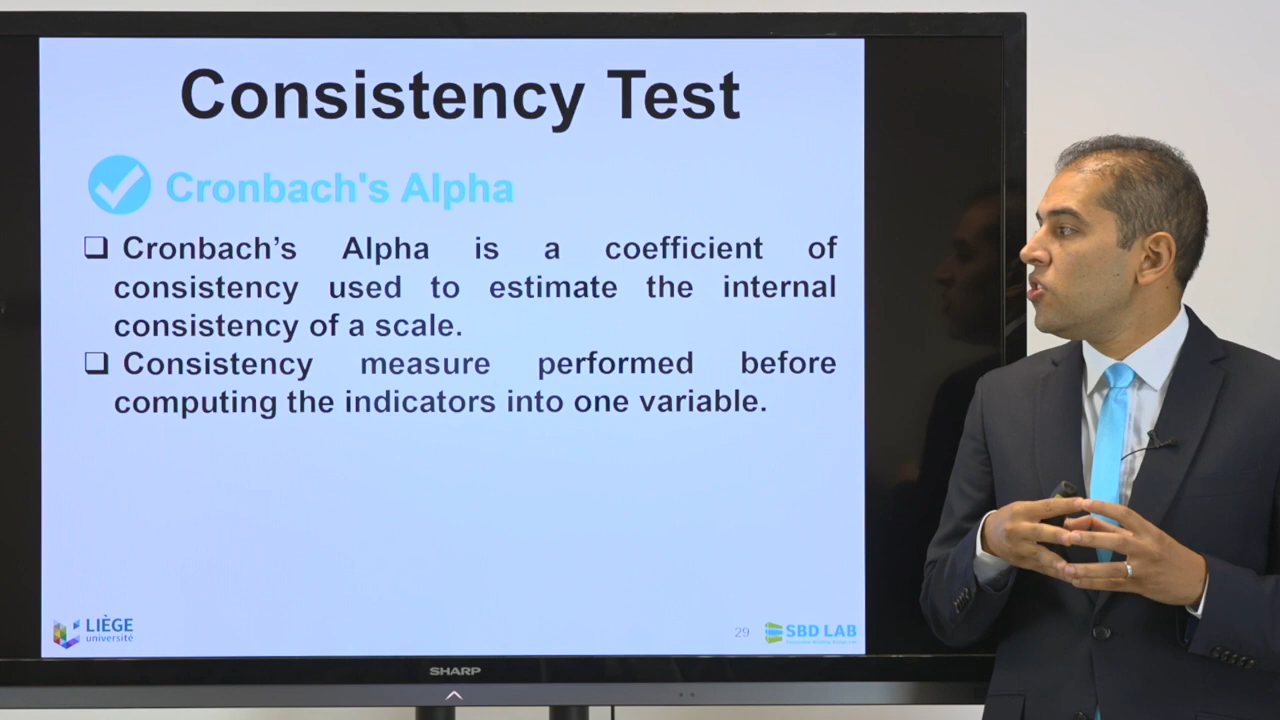 Consistency Test
Cronbach's Alpha
❑ Cronbach’s Alpha is a coefficient of
consistency used to estimate the internal
consistency of a scale.
❑ Consistency measure performed before
computing the indicators into one variable.
LIÈGE
université
29
SBD LAB
SHARP